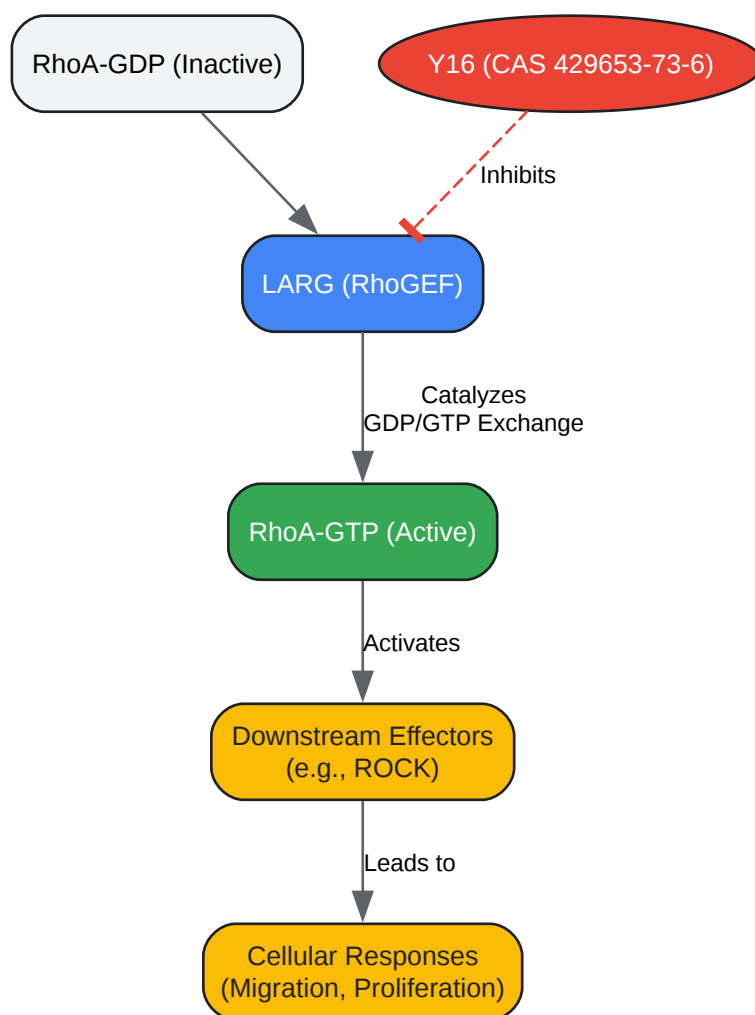 RhoA-GDP (Inactive)
Y16 (CAS 429653-73-6)
Inhibits
LARG (RhoGEF)
Catalyzes
GDP/GTP Exchange
RhoA-GTP (Active)
Activates
Downstream Effectors
(e.g., ROCK)
Leads to
Cellular Responses
(Migration, Proliferation)